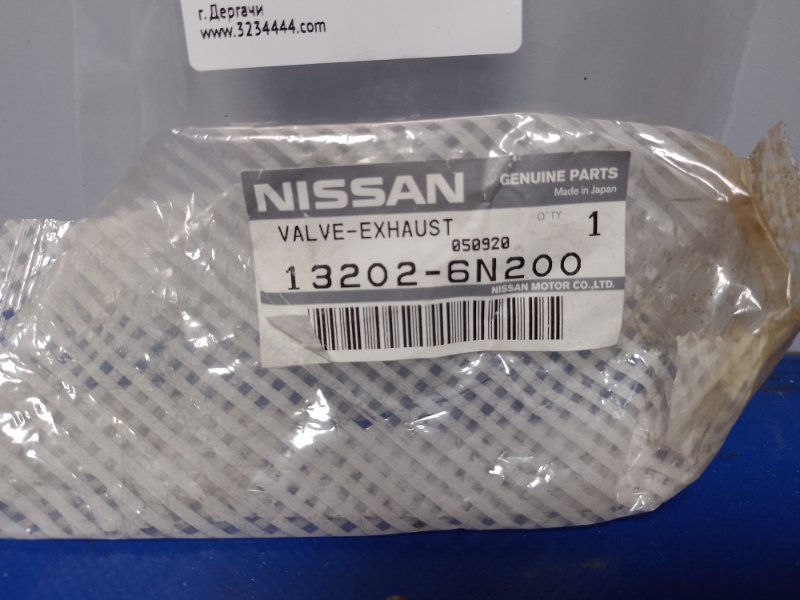 г. Дергачи
www.3234444.com
NISSAN GENUINE PARTS
Made in Japan
VALVE-EXHAUST Q'TY 1
050920
13202-6N200
NISSAN MOTOR CO.,LTD.